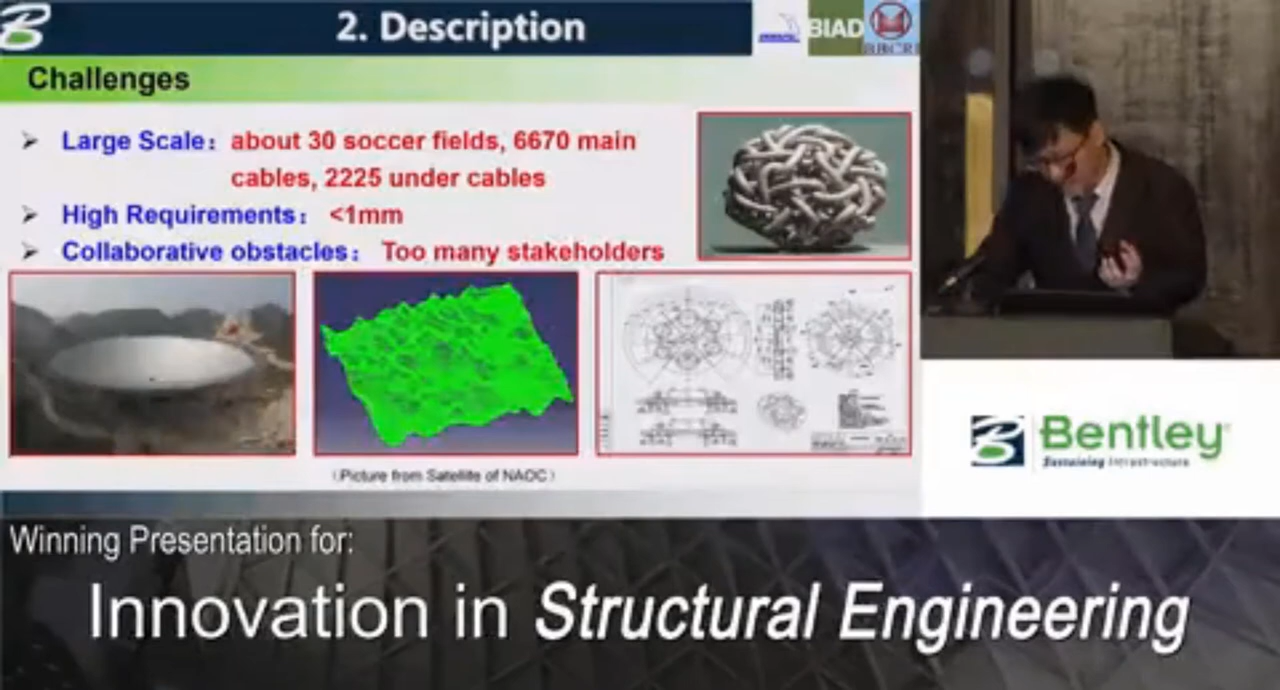 2. Description
BIAD
Challenges
➢ Large Scale： about 30 soccer fields, 6670 main
cables, 2225 under cables
➢ High Requirements： <1mm
➢ Collaborative obstacles： Too many stakeholders
(Picture from Satellite of NAOC)
Bentley
Sustaining Infrastructure
Winning Presentation for:
Innovation in Structural Engineering